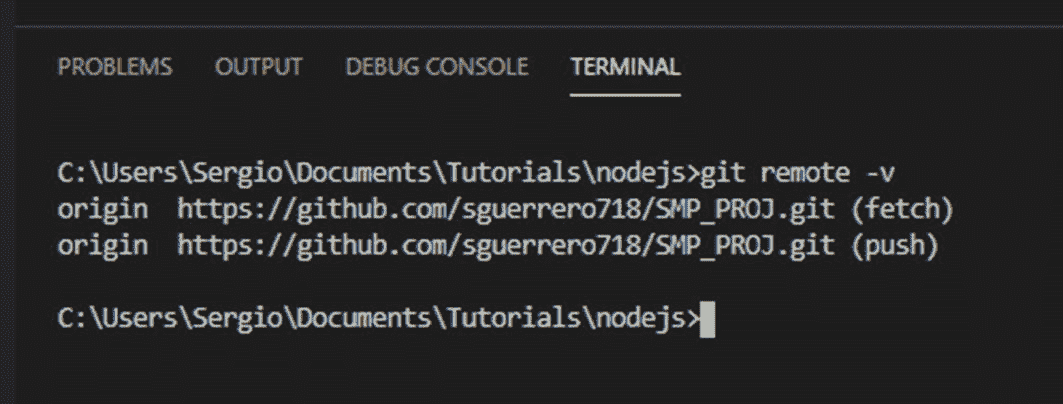 PROBLEMS OUTPUT DEBUG CONSOLE TERMINAL
C:\Users\Sergio\Documents\Tutorials\nodejs>git remote -v
origin  https://github.com/sguerrero718/SMP_PROJ.git (fetch)
origin  https://github.com/sguerrero718/SMP_PROJ.git (push)
C:\Users\Sergio\Documents\Tutorials\nodejs>